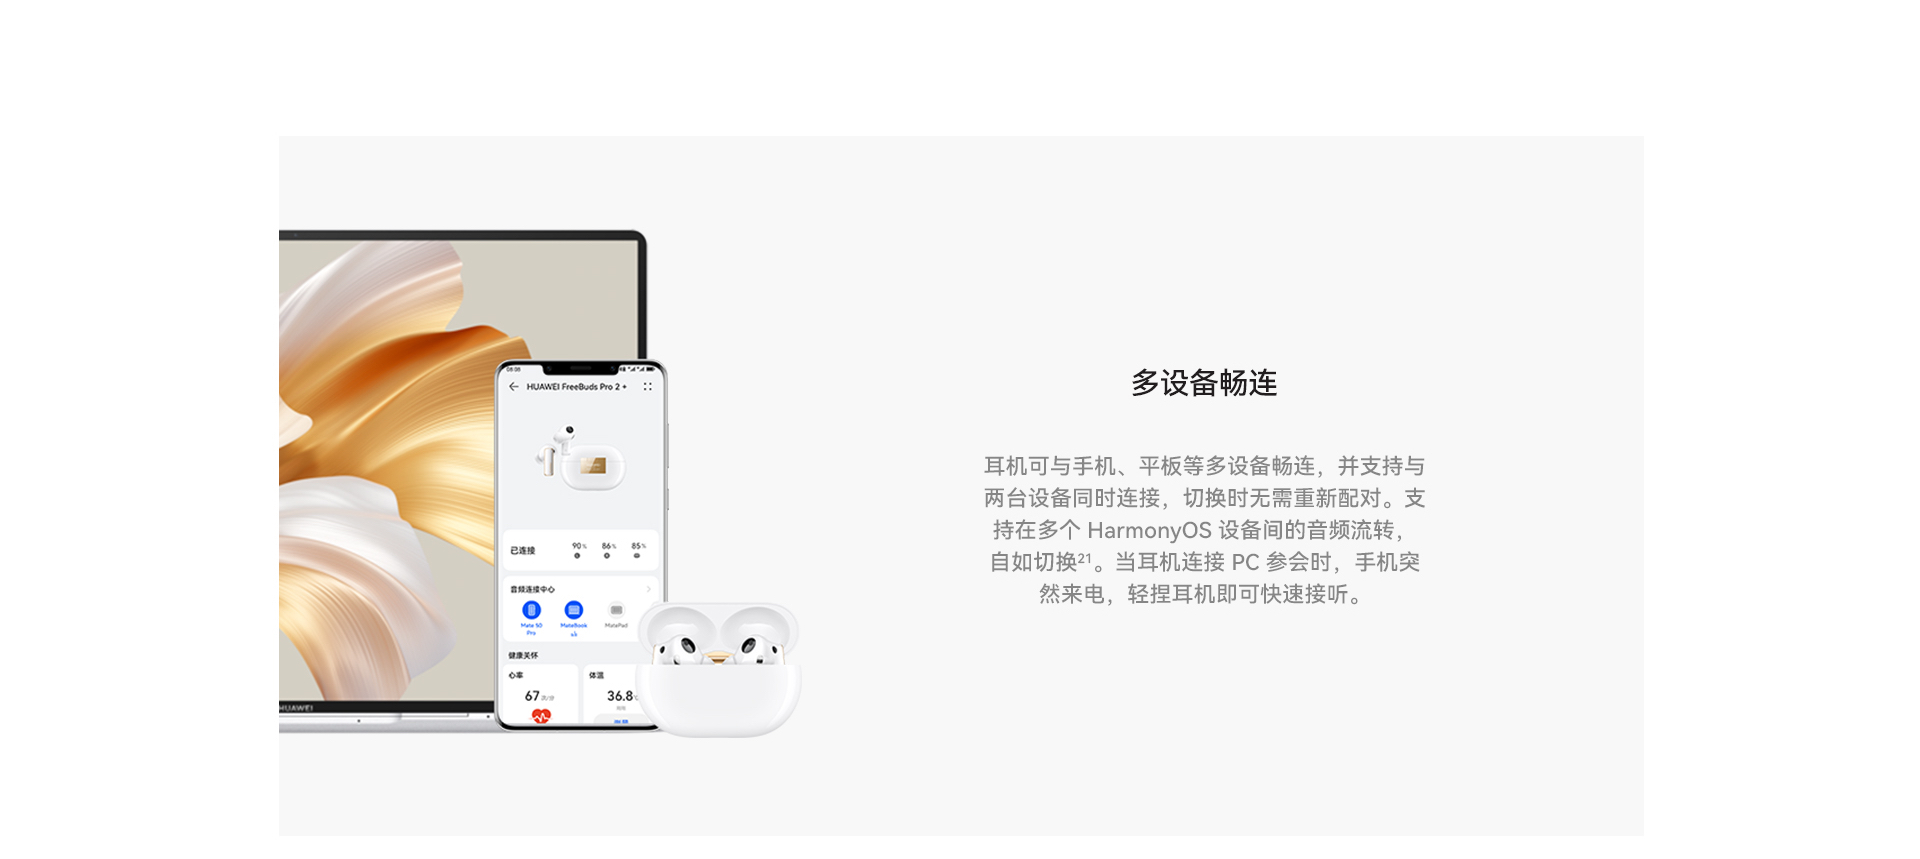 08:08
HUAWEI FreeBuds Pro 2 +
已连接
90%
86%
85%
音频连接中心
Mate 50
Pro
MateBook
MatePad
健康关怀
心率
体温
67 次/分
36.8
HUAWEI
多设备畅连
耳机可与手机、平板等多设备畅连，并支持与
两台设备同时连接，切换时无需重新配对。支
持在多个 HarmonyOS 设备间的音频流转，
自如切换²¹。当耳机连接 PC 参会时，手机突
然来电，轻捏耳机即可快速接听。